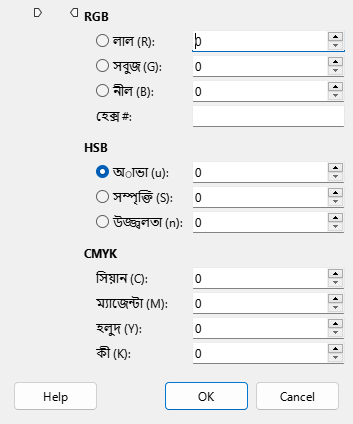 RGB
লাল (R): 0
সবুজ (G): 0
নীল (B): 0
হেক্স #:
HSB
অাভা (u): 0
সম্পৃক্তি (S): 0
উজ্জ্বলতা (n): 0
CMYK
সিয়ান (C): 0
ম্যাজেন্টা (M): 0
হলুদ (Y): 0
কী (K): 0
Help OK Cancel